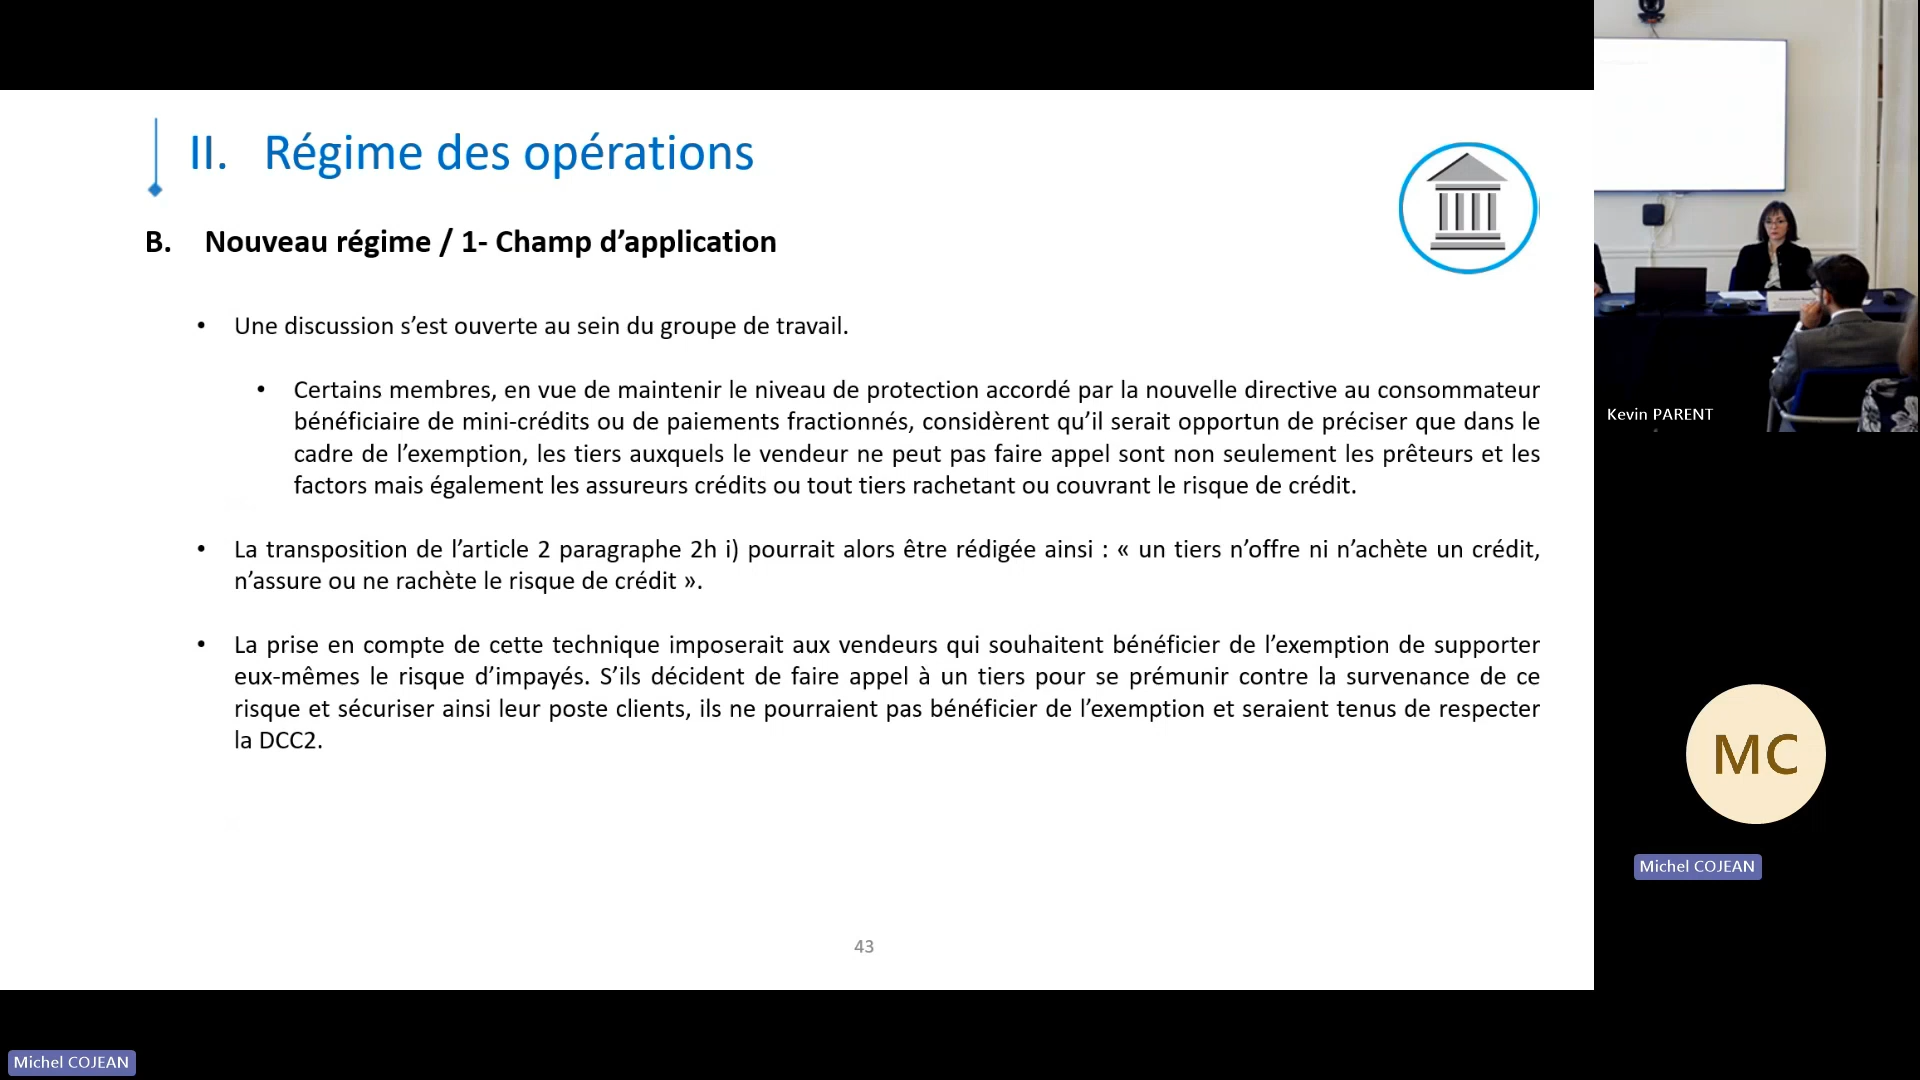 II. Régime des opérations
B. Nouveau régime / 1- Champ d’application
• Une discussion s’est ouverte au sein du groupe de travail.
• Certains membres, en vue de maintenir le niveau de protection accordé par la nouvelle directive au consommateur
bénéficiaire de mini-crédits ou de paiements fractionnés, considèrent qu’il serait opportun de préciser que dans le
cadre de l’exemption, les tiers auxquels le vendeur ne peut pas faire appel sont non seulement les prêteurs et les
factors mais également les assureurs crédits ou tout tiers rachetant ou couvrant le risque de crédit.
• La transposition de l’article 2 paragraphe 2h i) pourrait alors être rédigée ainsi : « un tiers n’offre ni n’achète un crédit,
n’assure ou ne rachète le risque de crédit ».
• La prise en compte de cette technique imposerait aux vendeurs qui souhaitent bénéficier de l’exemption de supporter
eux-mêmes le risque d’impayés. S’ils décident de faire appel à un tiers pour se prémunir contre la survenance de ce
risque et sécuriser ainsi leur poste clients, ils ne pourraient pas bénéficier de l’exemption et seraient tenus de respecter
la DCC2.
43
Kevin PARENT
MC
Michel COJEAN
Michel COJEAN